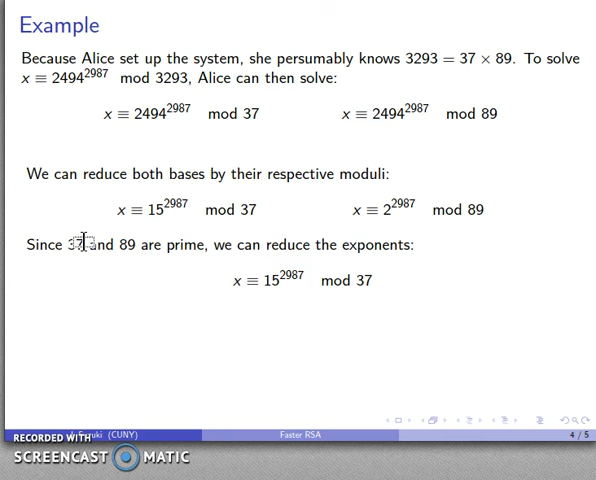 Example
Because Alice set up the system, she persumably knows 3293 = 37 × 89. To solve
x ≡ 2494^2987 mod 3293, Alice can then solve:
x ≡ 2494^2987 mod 37 x ≡ 2494^2987 mod 89
We can reduce both bases by their respective moduli:
x ≡ 15^2987 mod 37 x ≡ 2^2987 mod 89
Since 37 and 89 are prime, we can reduce the exponents:
x ≡ 15^2987 mod 37
(CUNY) Faster RSA 4 / 5
RECORDED WITH
SCREENCAST MATIC